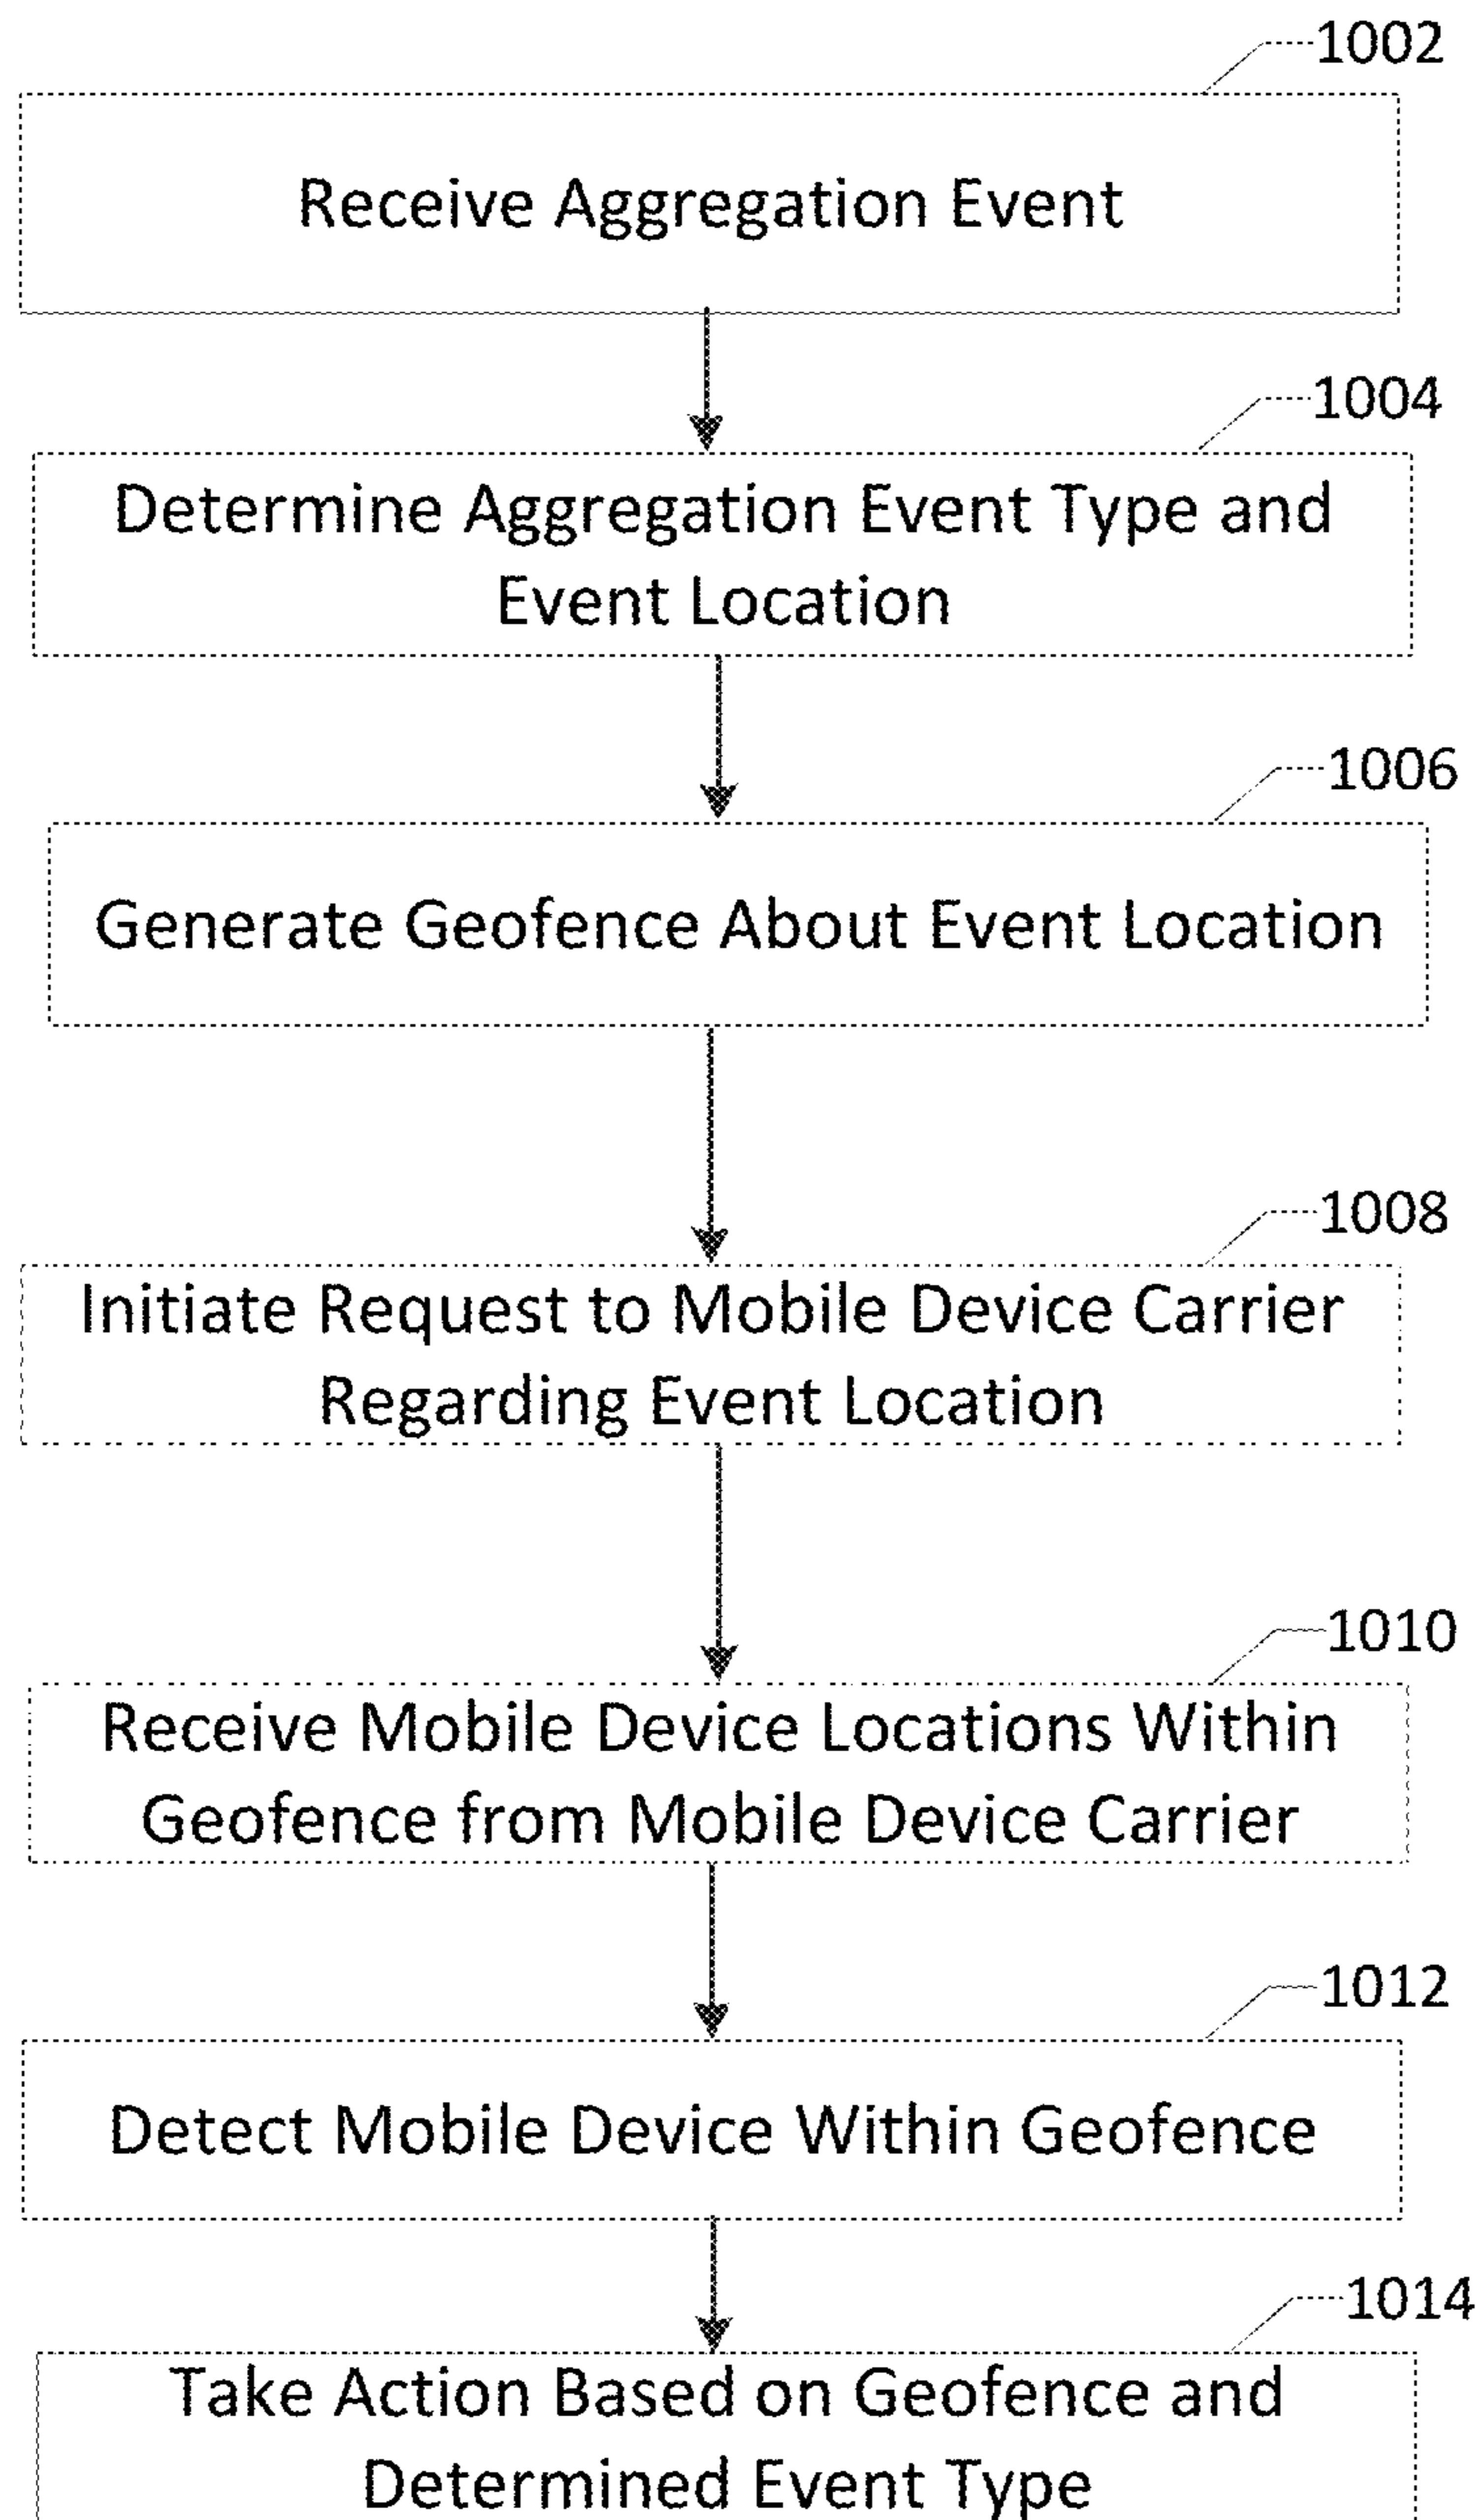 1002
Receive Aggregation Event
1004
Determine Aggregation Event Type and
Event Location
1006
Generate Geofence About Event Location
1008
Initiate Request to Mobile Device Carrier
Regarding Event Location
1010
Receive Mobile Device Locations Within
Geofence from Mobile Device Carrier
1012
Detect Mobile Device Within Geofence
1014
Take Action Based on Geofence and
Determined Event Type